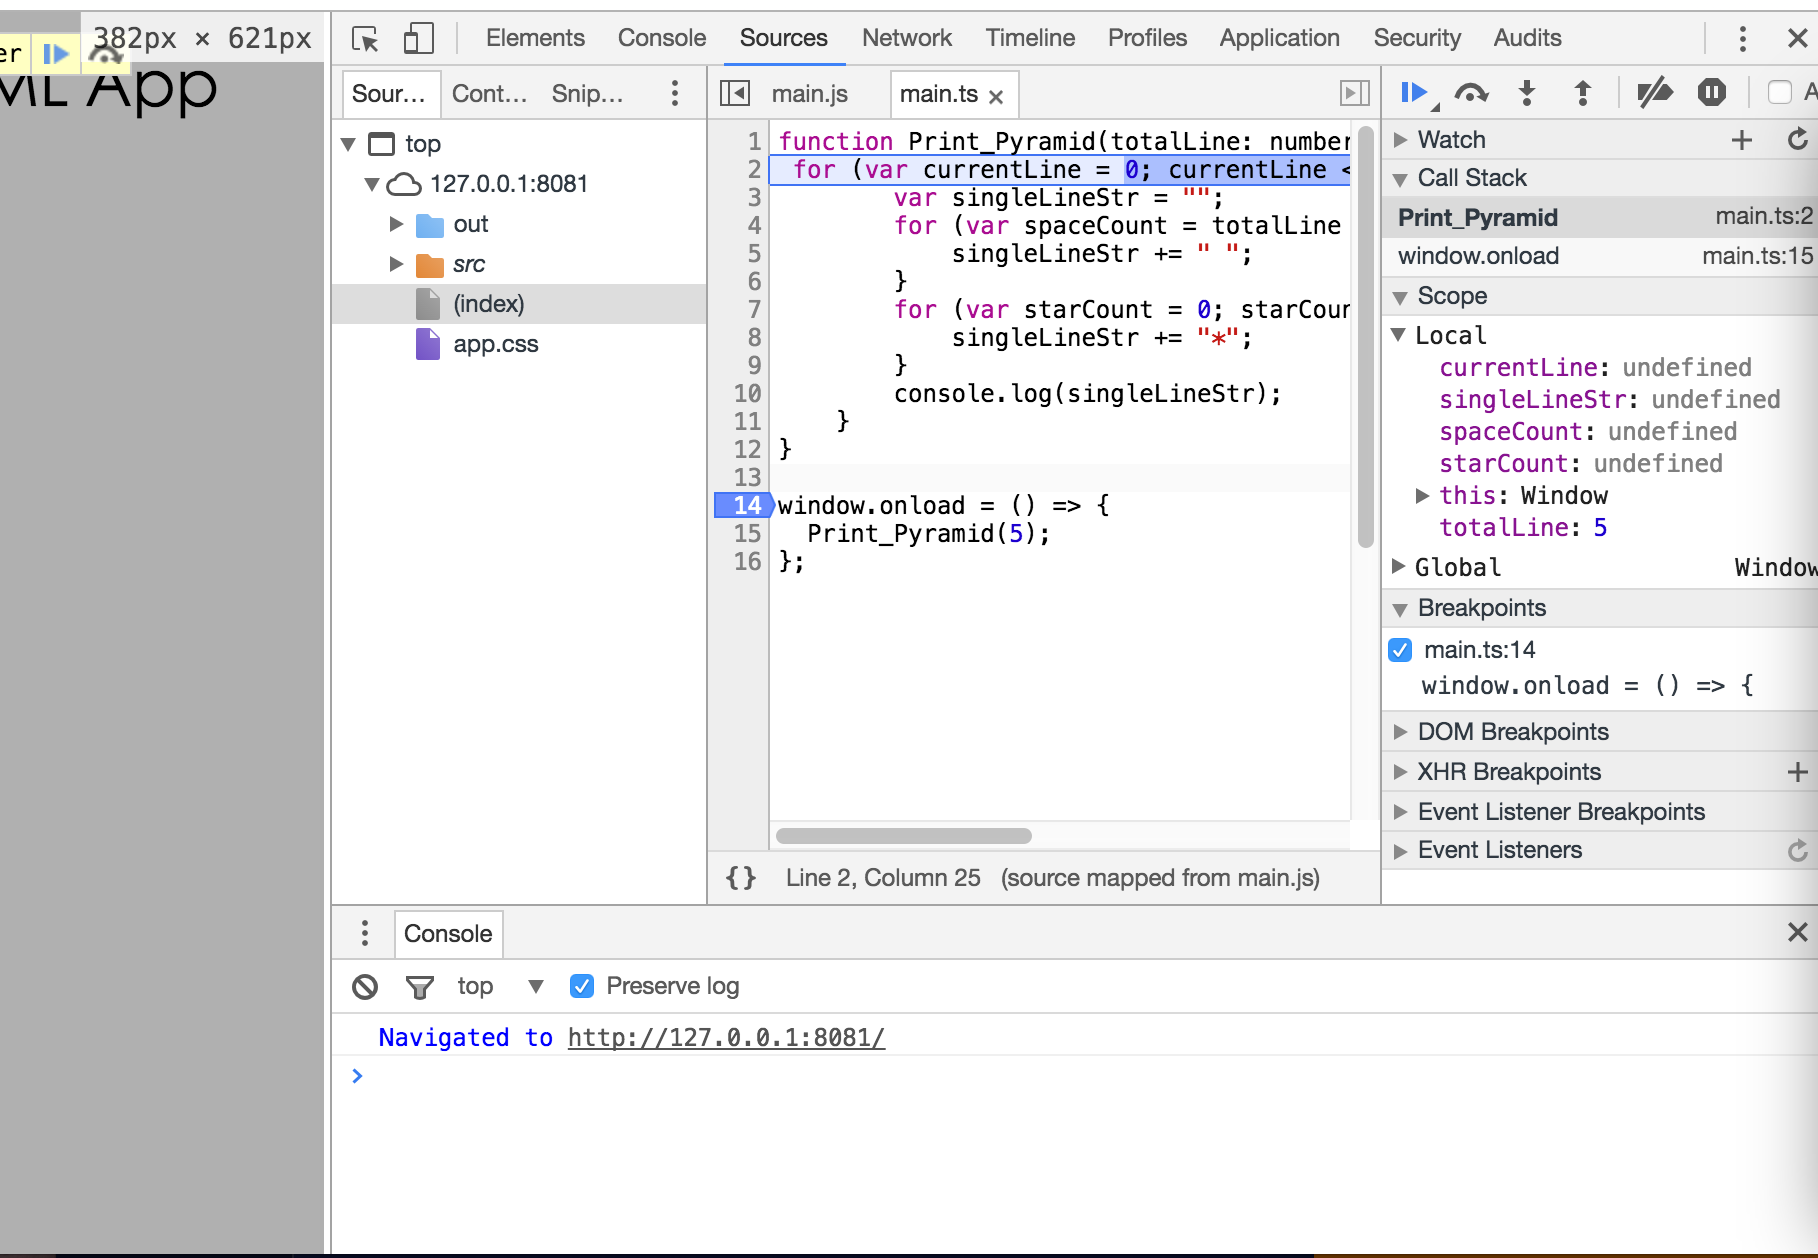 382px × 621px
er
ML App
Elements Console Sources Network Timeline Profiles Application Security Audits
Sour... Cont... Snip...
top
127.0.0.1:8081
out
src
(index)
app.css
main.js main.ts ×
1 function Print_Pyramid(totalLine: number
2 for (var currentLine = 0; currentLine <
3 var singleLineStr = "";
4 for (var spaceCount = totalLine
5 singleLineStr += " ";
6 }
7 for (var starCount = 0; starCoun
8 singleLineStr += "*";
9 }
10 console.log(singleLineStr);
11 }
12 }
13
14 window.onload = () => {
15 Print_Pyramid(5);
16 };
{} Line 2, Column 25 (source mapped from main.js)
A
Watch
Call Stack
Print_Pyramid main.ts:2
window.onload main.ts:15
Scope
Local
currentLine: undefined
singleLineStr: undefined
spaceCount: undefined
starCount: undefined
this: Window
totalLine: 5
Global Window
Breakpoints
main.ts:14
window.onload = () => {
DOM Breakpoints
XHR Breakpoints
Event Listener Breakpoints
Event Listeners
Console
top Preserve log
Navigated to http://127.0.0.1:8081/
>